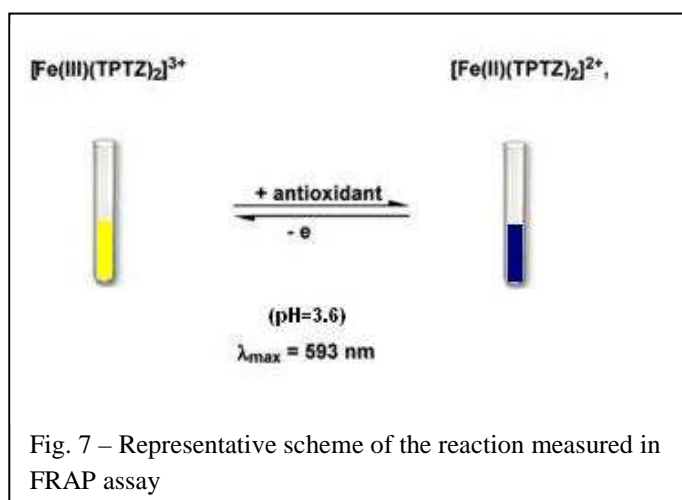 [Fe(III)(TPTZ)₂]³⁺
[Fe(II)(TPTZ)₂]²⁺,
+ antioxidant
- e
(pH=3.6)
λmax = 593 nm
Fig. 7 – Representative scheme of the reaction measured in
FRAP assay